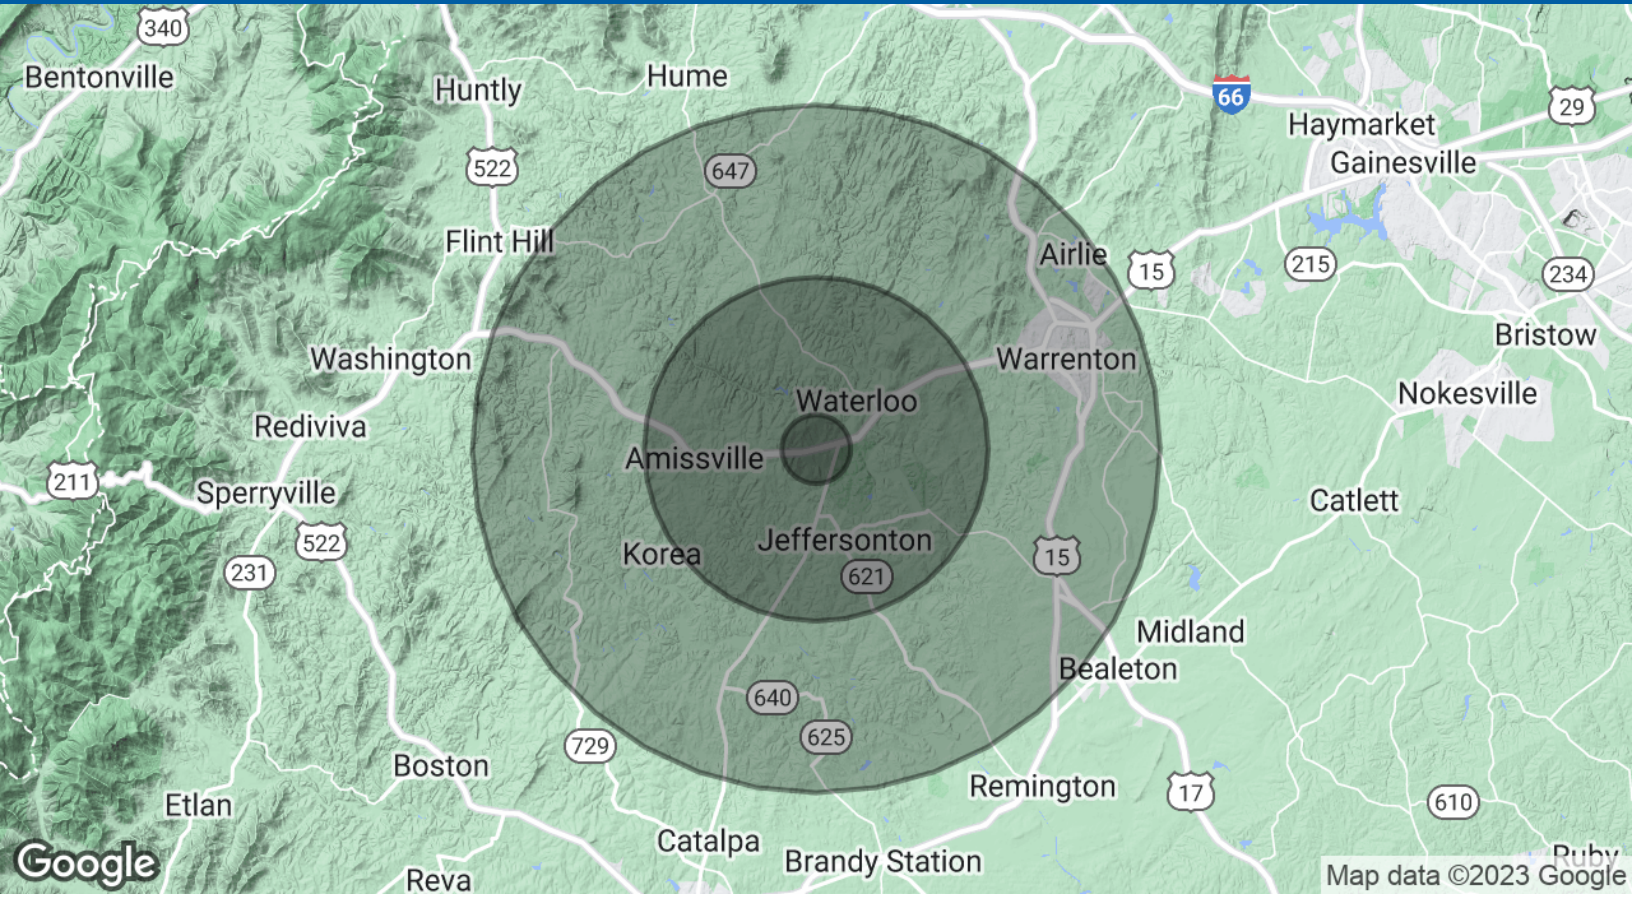 340
Bentonville
Huntly
Hume
66
29
Haymarket
Gainesville
522
647
Flint Hill
Airlie
15
215
234
Bristow
Washington
Warrenton
Nokesville
Waterloo
Rediviva
Amissville
211
Sperryville
Catlett
522
Korea
Jeffersonton
15
231
621
Midland
Bealeton
640
625
729
Boston
Remington
17
610
Etlan
Catalpa
Brandy Station
Ruby
Google
Reva
Map data ©2023 Google